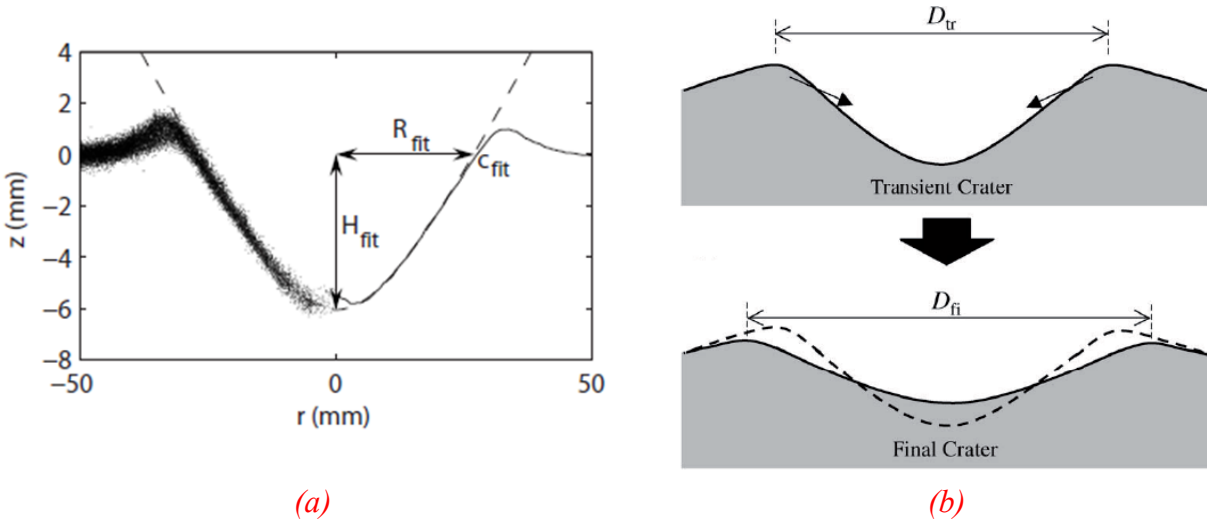 4
2
0
−2
−4
−6
−8
z (mm)
R_fit
c_fit
H_fit
−50
0
50
r (mm)
(a)
D_tr
Transient Crater
D_fi
Final Crater
(b)